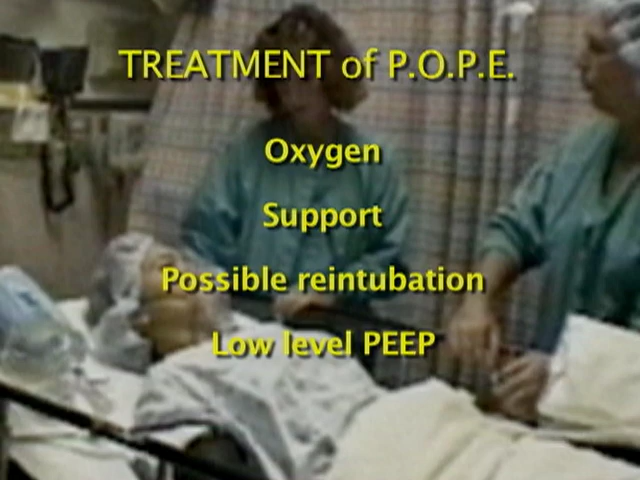 TREATMENT of P.O.P.E.
Oxygen
Support
Possible reintubation
Low level PEEP